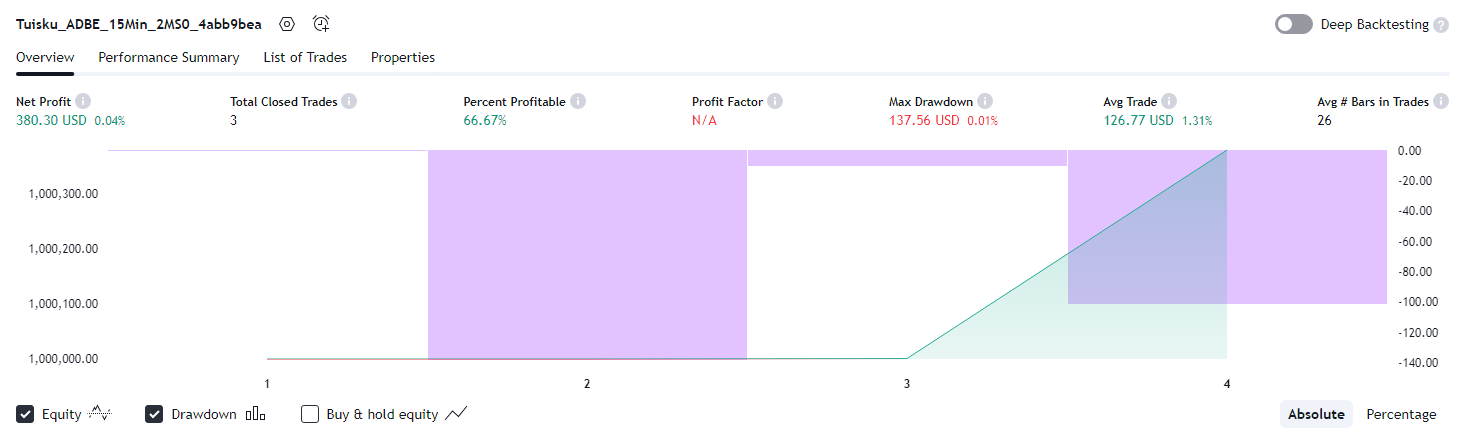 Tuisku_ADBE_15Min_2MS0_4abb9bea
Deep Backtesting
Overview Performance Summary List of Trades Properties
Net Profit Total Closed Trades Percent Profitable Profit Factor Max Drawdown Avg Trade Avg # Bars in Trades
380.30 USD 0.04% 3 66.67% N/A 137.56 USD 0.01% 126.77 USD 1.31% 26
0.00
1,000,300.00 -20.00
-40.00
1,000,200.00 -60.00
-80.00
1,000,100.00 -100.00
-120.00
1,000,000.00 -140.00
1 2 3 4
Equity Drawdown Buy & hold equity Absolute Percentage